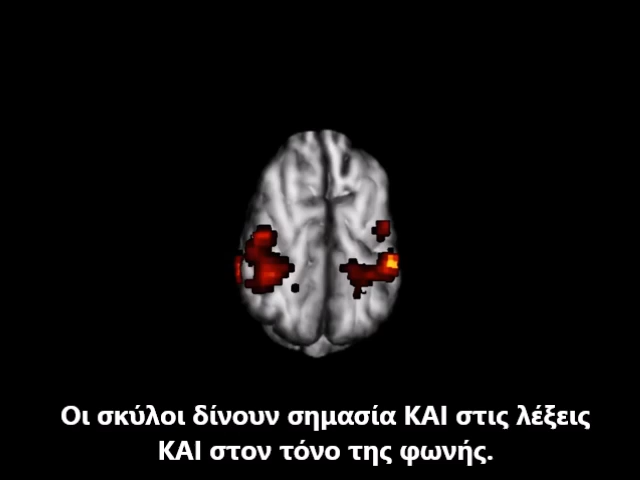 Οι σκύλοι δίνουν σημασία ΚΑΙ στις λέξεις
ΚΑΙ στον τόνο της φωνής.